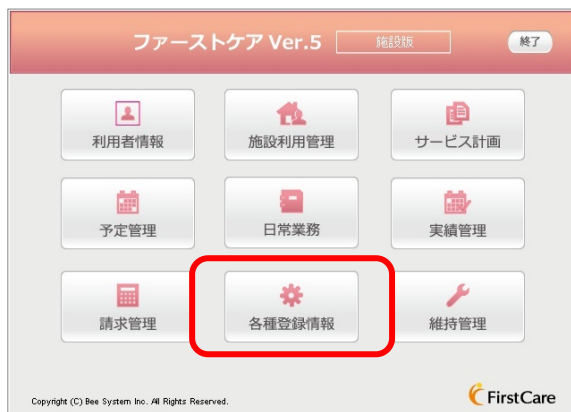 ファーストケア Ver.5 施設版 終了
利用者情報 施設利用管理 サービス計画
予定管理 日常業務 実績管理
請求管理 各種登録情報 維持管理
Copyright (C) Bee System Inc. All Rights Reserved. FirstCare